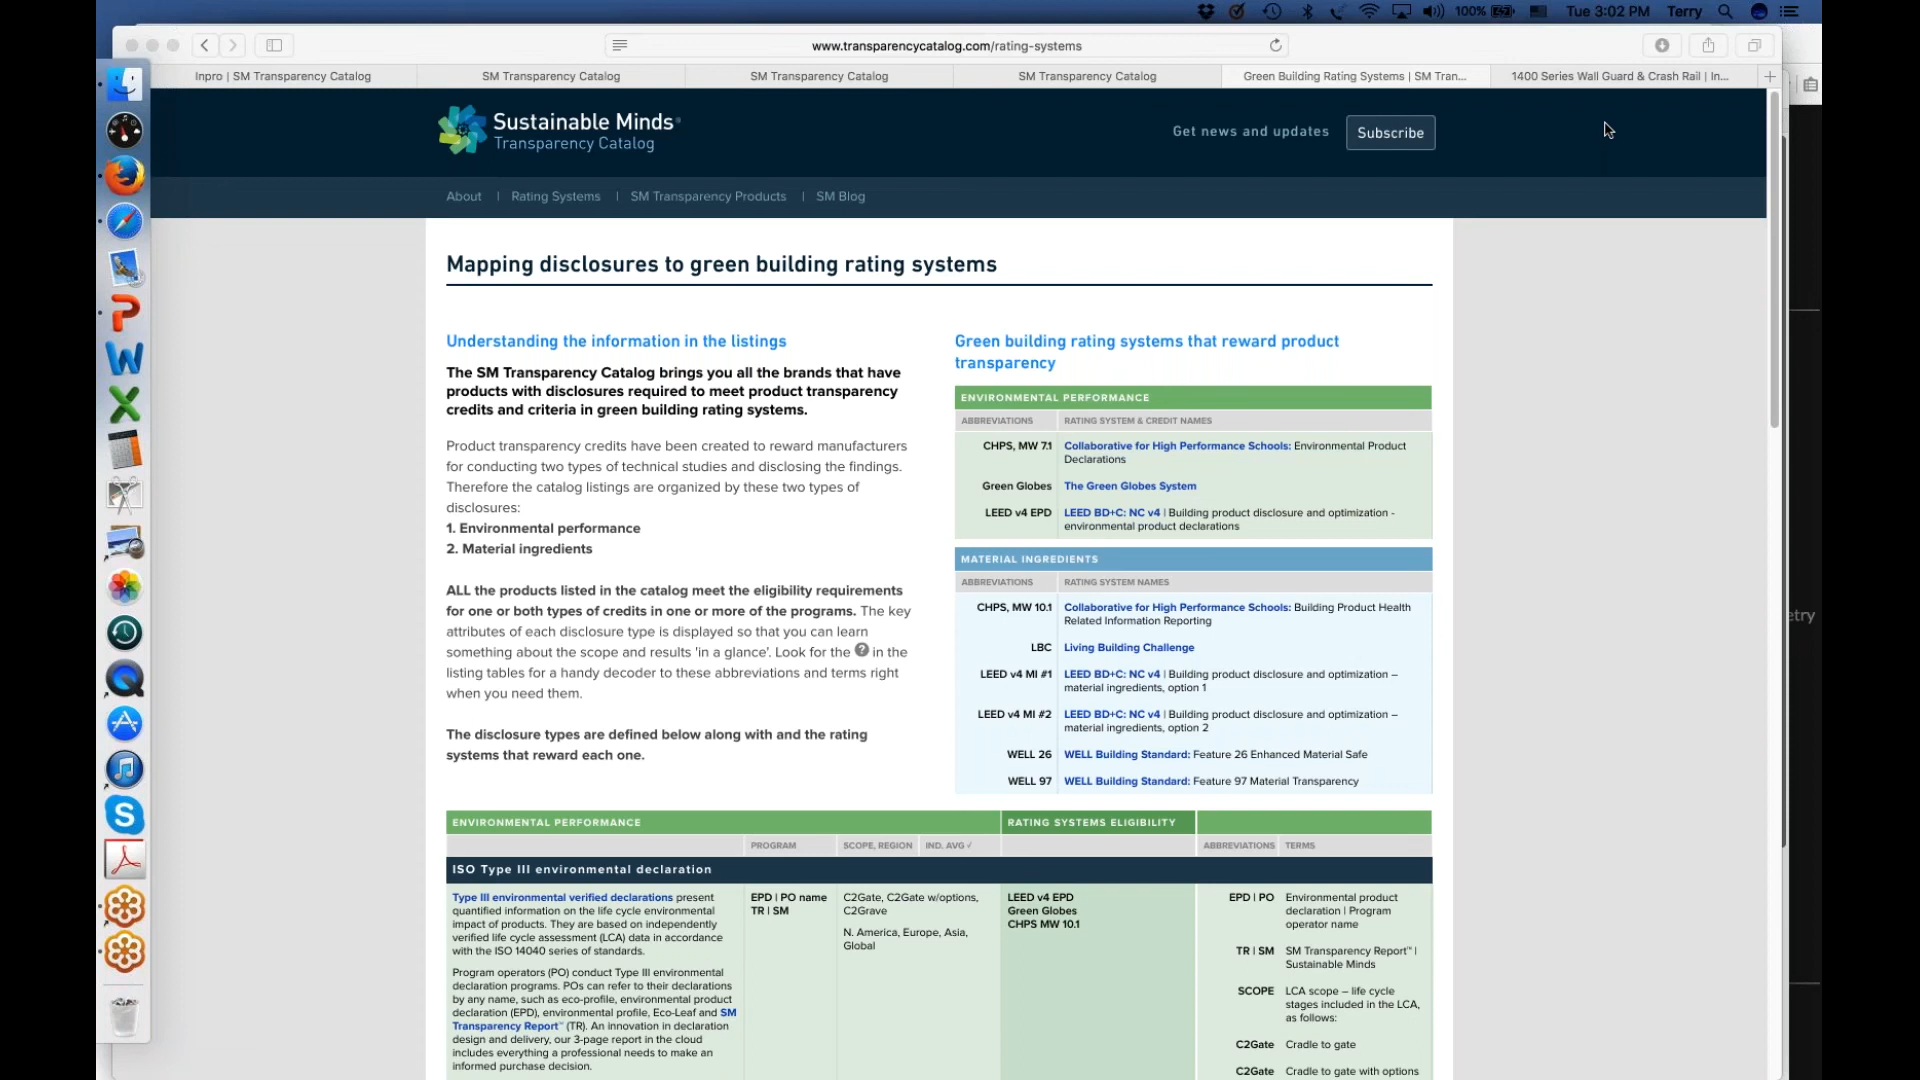 100%
Tue 3:02 PM Terry
www.transparencycatalog.com/rating-systems
Inpro | SM Transparency Catalog
SM Transparency Catalog
SM Transparency Catalog
SM Transparency Catalog
Green Building Rating Systems | SM Tran...
1400 Series Wall Guard & Crash Rail | In...
Sustainable Minds®
Transparency Catalog
Get news and updates
Subscribe
About | Rating Systems | SM Transparency Products | SM Blog
Mapping disclosures to green building rating systems
Understanding the information in the listings
The SM Transparency Catalog brings you all the brands that have
products with disclosures required to meet product transparency
credits and criteria in green building rating systems.
Product transparency credits have been created to reward manufacturers
for conducting two types of technical studies and disclosing the findings.
Therefore the catalog listings are organized by these two types of
disclosures:
1. Environmental performance
2. Material ingredients
ALL the products listed in the catalog meet the eligibility requirements
for one or both types of credits in one or more of the programs. The key
attributes of each disclosure type is displayed so that you can learn
something about the scope and results 'in a glance'. Look for the ? in the
listing tables for a handy decoder to these abbreviations and terms right
when you need them.
The disclosure types are defined below along with and the rating
systems that reward each one.
Green building rating systems that reward product
transparency
ENVIRONMENTAL PERFORMANCE
ABBREVIATIONS RATING SYSTEM & CREDIT NAMES
CHPS, MW 7.1 Collaborative for High Performance Schools: Environmental Product
Declarations
Green Globes The Green Globes System
LEED v4 EPD LEED BD+C: NC v4 | Building product disclosure and optimization -
environmental product declarations
MATERIAL INGREDIENTS
ABBREVIATIONS RATING SYSTEM NAMES
CHPS, MW 10.1 Collaborative for High Performance Schools: Building Product Health
Related Information Reporting
LBC Living Building Challenge
LEED v4 MI #1 LEED BD+C: NC v4 | Building product disclosure and optimization –
material ingredients, option 1
LEED v4 MI #2 LEED BD+C: NC v4 | Building product disclosure and optimization –
material ingredients, option 2
WELL 26 WELL Building Standard: Feature 26 Enhanced Material Safe
WELL 97 WELL Building Standard: Feature 97 Material Transparency
etry
ENVIRONMENTAL PERFORMANCE RATING SYSTEMS ELIGIBILITY
PROGRAM SCOPE, REGION IND. AVG √ ABBREVIATIONS TERMS
ISO Type III environmental declaration
Type III environmental verified declarations present
quantified information on the life cycle environmental
impact of products. They are based on independently
verified life cycle assessment (LCA) data in accordance
with the ISO 14040 series of standards.
Program operators (PO) conduct Type III environmental
declaration programs. POs can refer to their declarations
by any name, such as eco-profile, environmental product
declaration (EPD), environmental profile, Eco-Leaf and SM
Transparency Report™ (TR). An innovation in declaration
design and delivery, our 3-page report in the cloud
includes everything a professional needs to make an
informed purchase decision.
EPD | PO name
TR | SM
C2Gate, C2Gate w/options,
C2Grave
N. America, Europe, Asia,
Global
LEED v4 EPD
Green Globes
CHPS MW 10.1
EPD | PO Environmental product
declaration | Program
operator name
TR | SM SM Transparency Report™ |
Sustainable Minds
SCOPE LCA scope – life cycle
stages included in the LCA,
as follows:
C2Gate Cradle to gate
C2Gate Cradle to gate with options